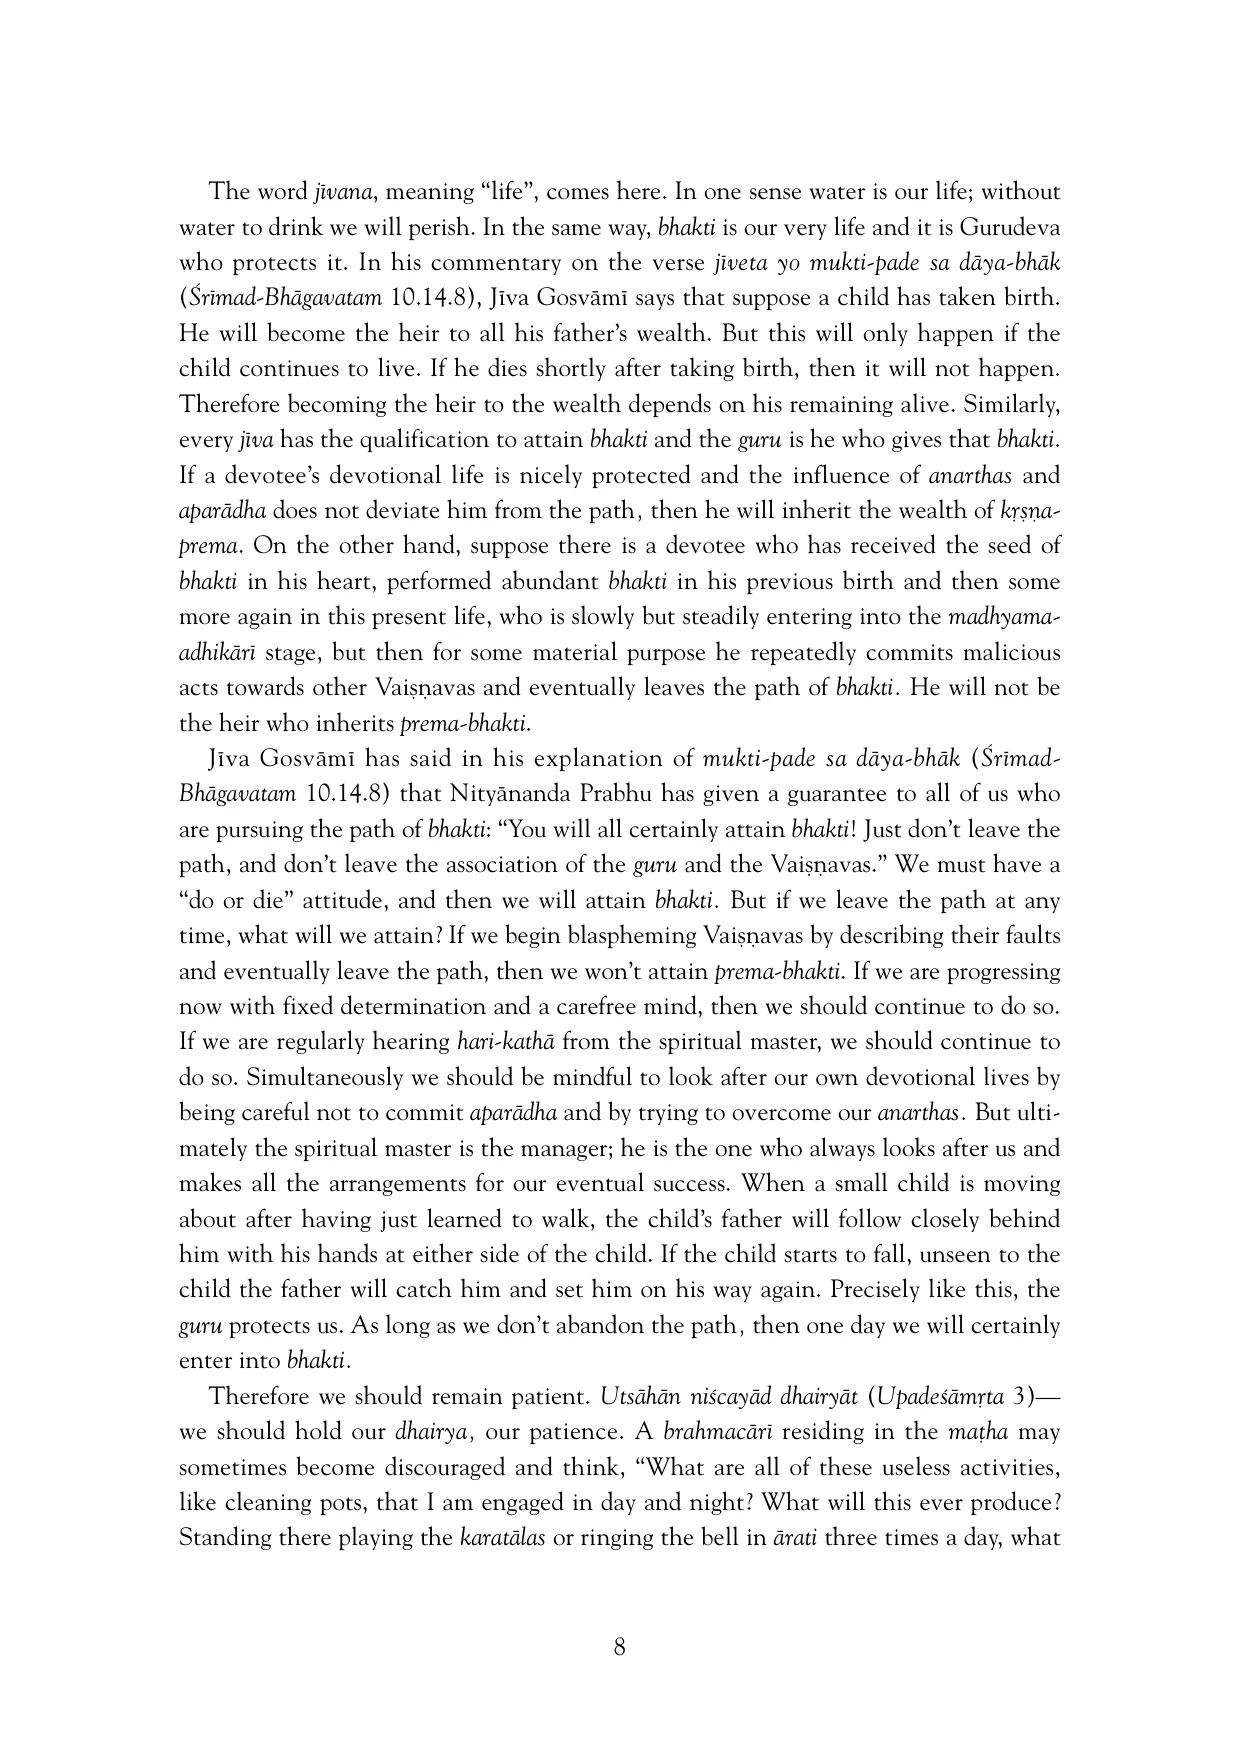 The word jīvana, meaning “life”, comes here. In one sense water is our life; without
water to drink we will perish. In the same way, bhakti is our very life and it is Gurudeva
who protects it. In his commentary on the verse jīveta yo mukti-pade sa dāya-bhāk
(Śrīmad-Bhāgavatam 10.14.8), Jīva Gosvāmī says that suppose a child has taken birth.
He will become the heir to all his father’s wealth. But this will only happen if the
child continues to live. If he dies shortly after taking birth, then it will not happen.
Therefore becoming the heir to the wealth depends on his remaining alive. Similarly,
every jīva has the qualification to attain bhakti and the guru is he who gives that bhakti.
If a devotee’s devotional life is nicely protected and the influence of anarthas and
aparādha does not deviate him from the path, then he will inherit the wealth of kṛṣṇa-
prema. On the other hand, suppose there is a devotee who has received the seed of
bhakti in his heart, performed abundant bhakti in his previous birth and then some
more again in this present life, who is slowly but steadily entering into the madhyama-
adhikārī stage, but then for some material purpose he repeatedly commits malicious
acts towards other Vaiṣṇavas and eventually leaves the path of bhakti. He will not be
the heir who inherits prema-bhakti.
Jīva Gosvāmī has said in his explanation of mukti-pade sa dāya-bhāk (Śrīmad-
Bhāgavatam 10.14.8) that Nityānanda Prabhu has given a guarantee to all of us who
are pursuing the path of bhakti: “You will all certainly attain bhakti! Just don’t leave the
path, and don’t leave the association of the guru and the Vaiṣṇavas.” We must have a
“do or die” attitude, and then we will attain bhakti. But if we leave the path at any
time, what will we attain? If we begin blaspheming Vaiṣṇavas by describing their faults
and eventually leave the path, then we won’t attain prema-bhakti. If we are progressing
now with fixed determination and a carefree mind, then we should continue to do so.
If we are regularly hearing hari-kathā from the spiritual master, we should continue to
do so. Simultaneously we should be mindful to look after our own devotional lives by
being careful not to commit aparādha and by trying to overcome our anarthas. But ulti-
mately the spiritual master is the manager; he is the one who always looks after us and
makes all the arrangements for our eventual success. When a small child is moving
about after having just learned to walk, the child’s father will follow closely behind
him with his hands at either side of the child. If the child starts to fall, unseen to the
child the father will catch him and set him on his way again. Precisely like this, the
guru protects us. As long as we don’t abandon the path, then one day we will certainly
enter into bhakti.
Therefore we should remain patient. Utsāhān niścayād dhairyāt (Upadeśāmṛta 3)—
we should hold our dhairya, our patience. A brahmacārī residing in the maṭha may
sometimes become discouraged and think, “What are all of these useless activities,
like cleaning pots, that I am engaged in day and night? What will this ever produce?
Standing there playing the karatālas or ringing the bell in ārati three times a day, what
8